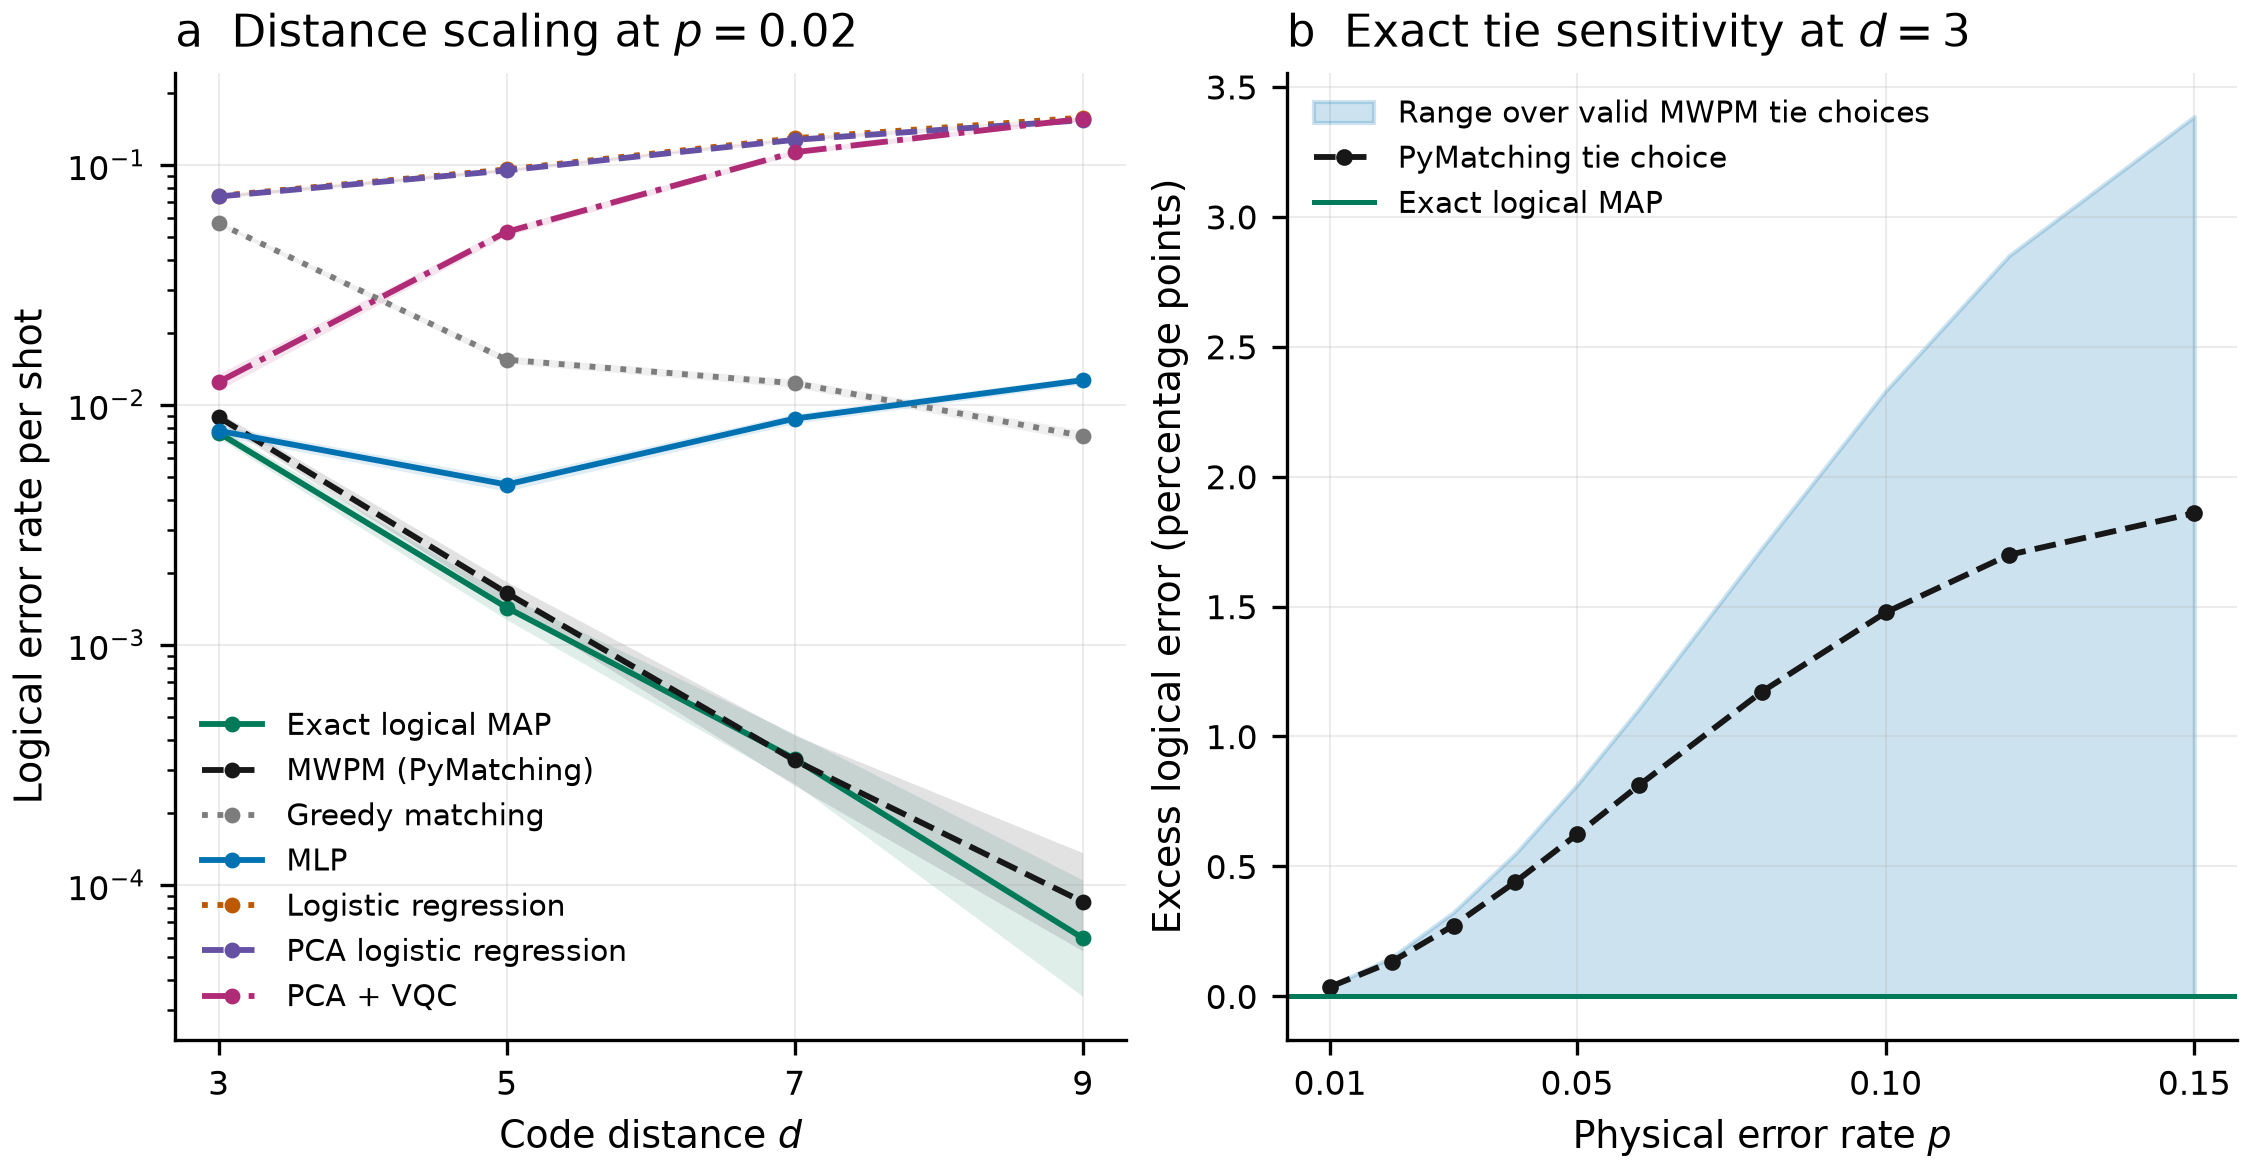 a Distance scaling at p = 0.02
Logical error rate per shot
10⁻¹
10⁻²
10⁻³
10⁻⁴
Exact logical MAP
MWPM (PyMatching)
Greedy matching
MLP
Logistic regression
PCA logistic regression
PCA + VQC
3 5 7 9
Code distance d
b Exact tie sensitivity at d = 3
Excess logical error (percentage points)
3.5
3.0
2.5
2.0
1.5
1.0
0.5
0.0
Range over valid MWPM tie choices
PyMatching tie choice
Exact logical MAP
0.01 0.05 0.10 0.15
Physical error rate p